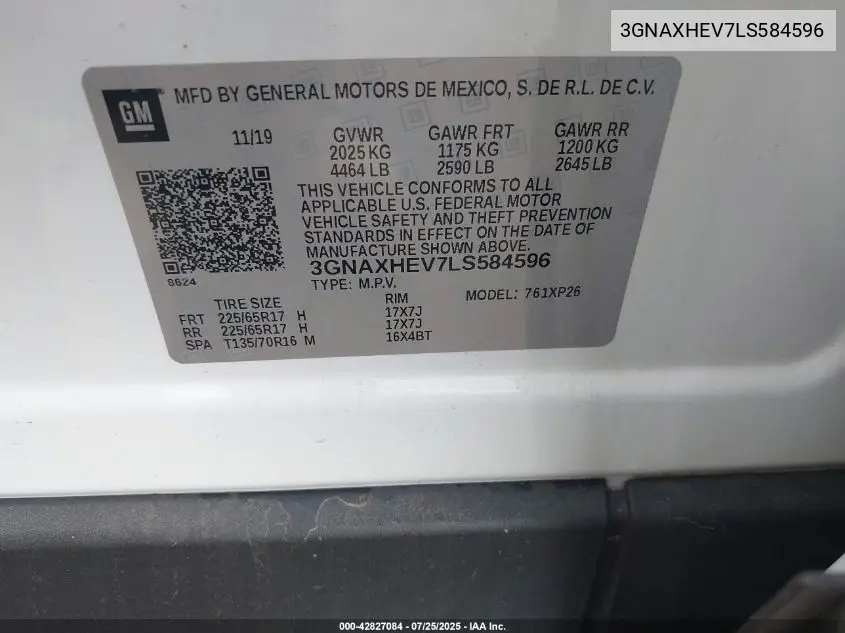 3GNAXHEV7LS584596
GM
MFD BY GENERAL MOTORS DE MEXICO, S. DE R.L. DE C.V.
11/19 GVWR GAWR FRT GAWR RR
2025 KG 1175 KG 1200 KG
4464 LB 2590 LB 2645 LB
THIS VEHICLE CONFORMS TO ALL
APPLICABLE U.S. FEDERAL MOTOR
VEHICLE SAFETY AND THEFT PREVENTION
STANDARDS IN EFFECT ON THE DATE OF
MANUFACTURE SHOWN ABOVE.
3GNAXHEV7LS584596
8624
TYPE: M.P.V. MODEL: 761XP26
TIRE SIZE RIM
FRT 225/65R17 H 17X7J
RR 225/65R17 H 17X7J
SPA T135/70R16 M 16X4BT
000-42827084 - 07/25/2025 - IAA Inc.